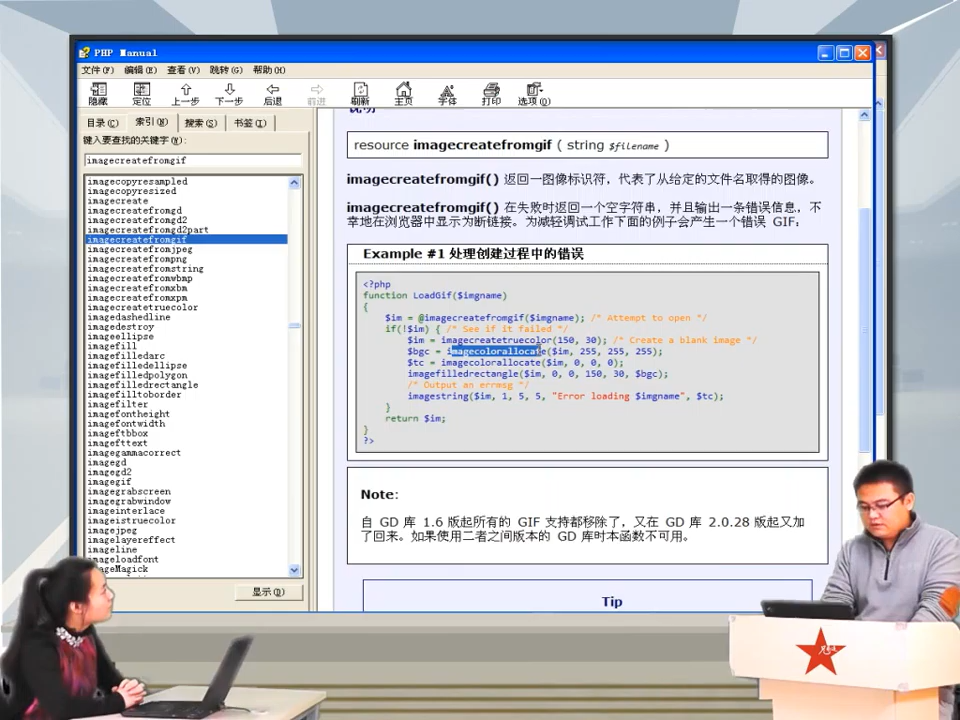 PHP Manual
文件(F) 编辑(E) 查看(V) 跳转(G) 帮助(H)
隐藏 定位 上一步 下一步 后退 前进 刷新 主页 字体 打印 选项(O)
目录(C) 索引(N) 搜索(S) 书签(I)
键入要查找的关键字(W):
imagecreatefromgif
imagecopyresampled
imagecopyresized
imagecreate
imagecreatefromgd
imagecreatefromgd2
imagecreatefromgd2part
imagecreatefromgif
imagecreatefromjpeg
imagecreatefrompng
imagecreatefromstring
imagecreatefromwbmp
imagecreatefromxbm
imagecreatefromxpm
imagecreatetruecolor
imagedashedline
imagedestroy
imageellipse
imagefill
imagefilledarc
imagefilledellipse
imagefilledpolygon
imagefilledrectangle
imagefilltoborder
imagefilter
imagefontheight
imagefontwidth
imageftbbox
imagefttext
imagegammacorrect
imagegd
imagegd2
imagegif
imagegrabscreen
imagegrabwindow
imageinterlace
imageistruecolor
imagejpeg
imagelayereffect
imageline
imageloadfont
imageMagick
显示(D)
说明
resource imagecreatefromgif ( string $filename )
imagecreatefromgif() 返回一图像标识符，代表了从给定的文件名取得的图像。
imagecreatefromgif() 在失败时返回一个空字符串，并且输出一条错误信息，不
幸地在浏览器中显示为断链接。为减轻调试工作下面的例子会产生一个错误 GIF：
Example #1 处理创建过程中的错误
<?php
function LoadGif($imgname)
{
$im = @imagecreatefromgif($imgname); /* Attempt to open */
if(!$im) { /* See if it failed */
$im = imagecreatetruecolor(150, 30); /* Create a blank image */
$bgc = imagecolorallocate($im, 255, 255, 255);
$tc = imagecolorallocate($im, 0, 0, 0);
imagefilledrectangle($im, 0, 0, 150, 30, $bgc);
/* Output an errmsg */
imagestring($im, 1, 5, 5, "Error loading $imgname", $tc);
}
return $im;
}
?>
Note:
自 GD 库 1.6 版起所有的 GIF 支持都移除了，又在 GD 库 2.0.28 版起又加
了回来。如果使用二者之间版本的 GD 库时本函数不可用。
Tip